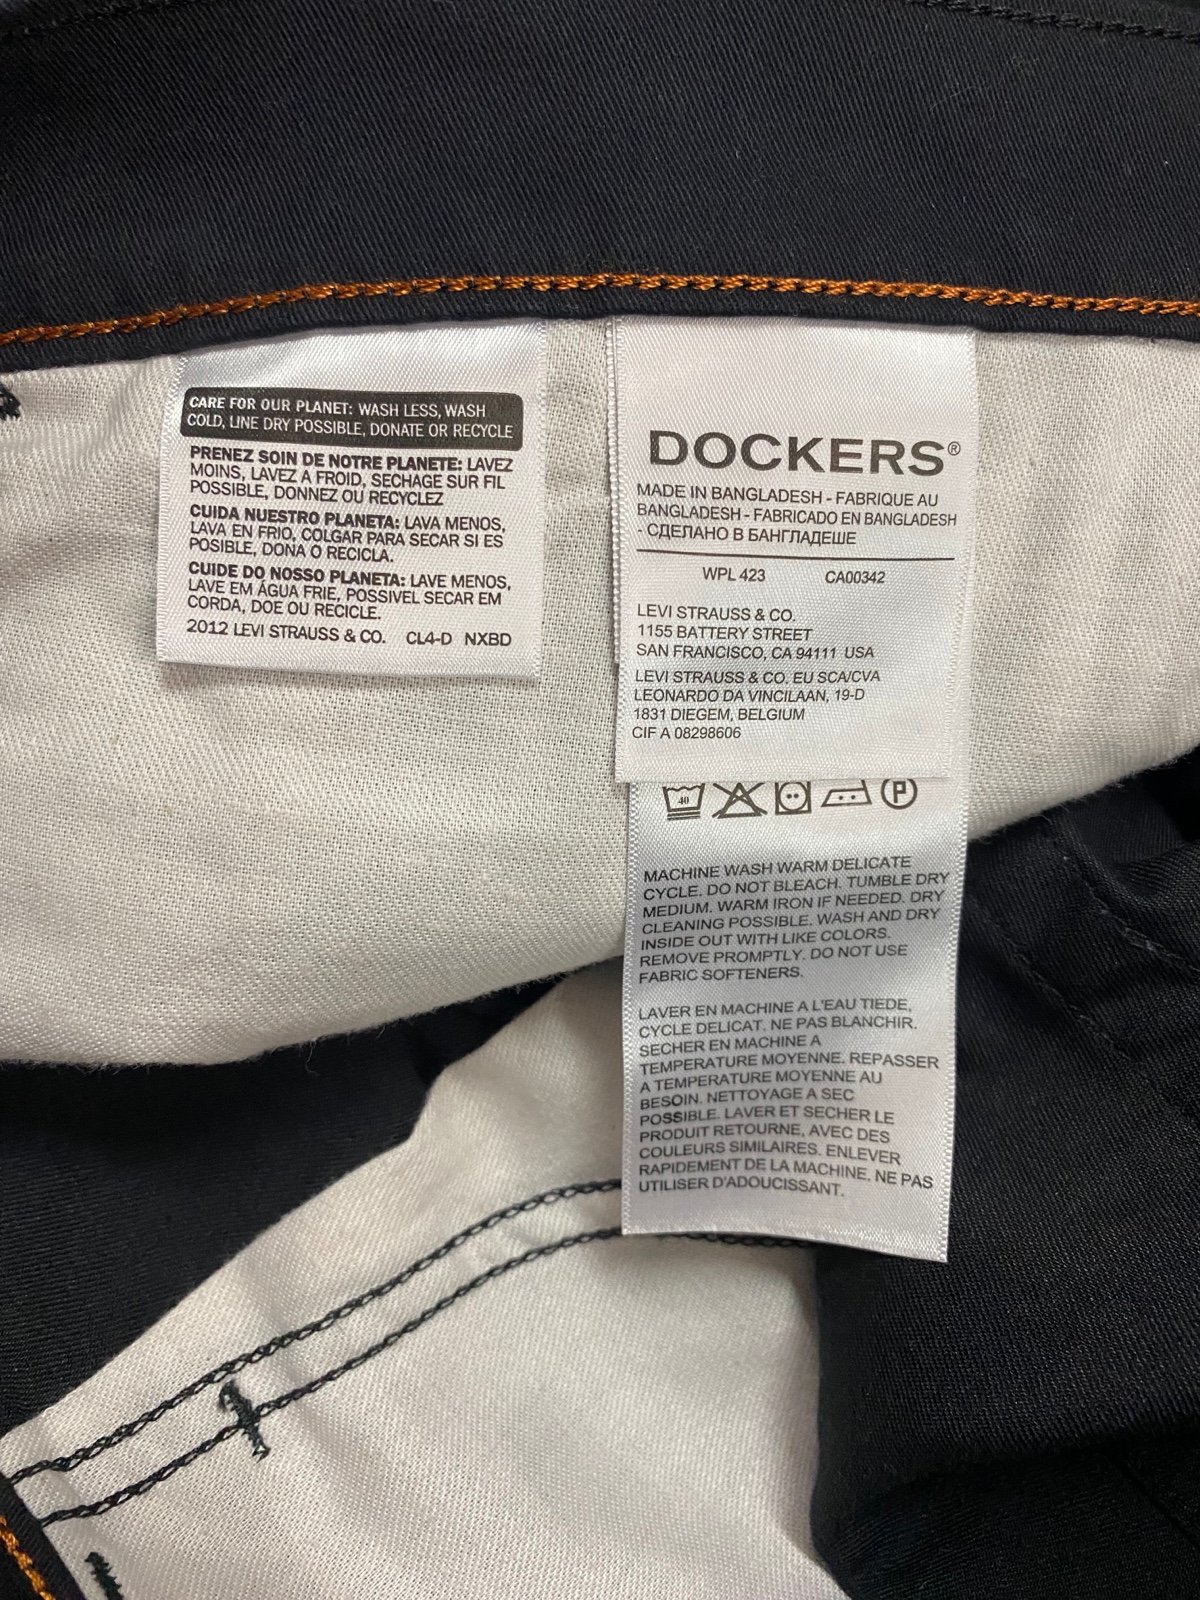 CARE FOR OUR PLANET: WASH LESS, WASH
COLD, LINE DRY POSSIBLE, DONATE OR RECYCLE
PRENEZ SOIN DE NOTRE PLANETE: LAVEZ
MOINS, LAVEZ A FROID, SECHAGE SUR FIL
POSSIBLE, DONNEZ OU RECYCLEZ
CUIDA NUESTRO PLANETA: LAVA MENOS,
LAVA EN FRIO, COLGAR PARA SECAR SI ES
POSIBLE, DONA O RECICLA.
CUIDE DO NOSSO PLANETA: LAVE MENOS,
LAVE EM ÁGUA FRIE, POSSIVEL SECAR EM
CORDA, DOE OU RECICLE.
2012 LEVI STRAUSS & CO. CL4-D NXBD
DOCKERS®
MADE IN BANGLADESH - FABRIQUE AU
BANGLADESH - FABRICADO EN BANGLADESH
- СДЕЛАНО В БАНГЛАДЕШЕ
WPL 423 CA00342
LEVI STRAUSS & CO.
1155 BATTERY STREET
SAN FRANCISCO, CA 94111 USA
LEVI STRAUSS & CO. EU SCA/CVA
LEONARDO DA VINCILAAN, 19-D
1831 DIEGEM, BELGIUM
CIF A 08298606
40 P
MACHINE WASH WARM DELICATE
CYCLE. DO NOT BLEACH. TUMBLE DRY
MEDIUM. WARM IRON IF NEEDED. DRY
CLEANING POSSIBLE. WASH AND DRY
INSIDE OUT WITH LIKE COLORS.
REMOVE PROMPTLY. DO NOT USE
FABRIC SOFTENERS.
LAVER EN MACHINE A L'EAU TIEDE,
CYCLE DELICAT. NE PAS BLANCHIR.
SECHER EN MACHINE A
TEMPERATURE MOYENNE. REPASSER
A TEMPERATURE MOYENNE AU
BESOIN. NETTOYAGE A SEC
POSSIBLE. LAVER ET SECHER LE
PRODUIT RETOURNE, AVEC DES
COULEURS SIMILAIRES. ENLEVER
RAPIDEMENT DE LA MACHINE. NE PAS
UTILISER D'ADOUCISSANT.